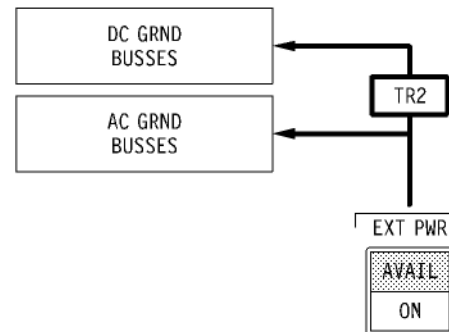 DC GRND
BUSSES
TR2
AC GRND
BUSSES
EXT PWR
AVAIL
ON